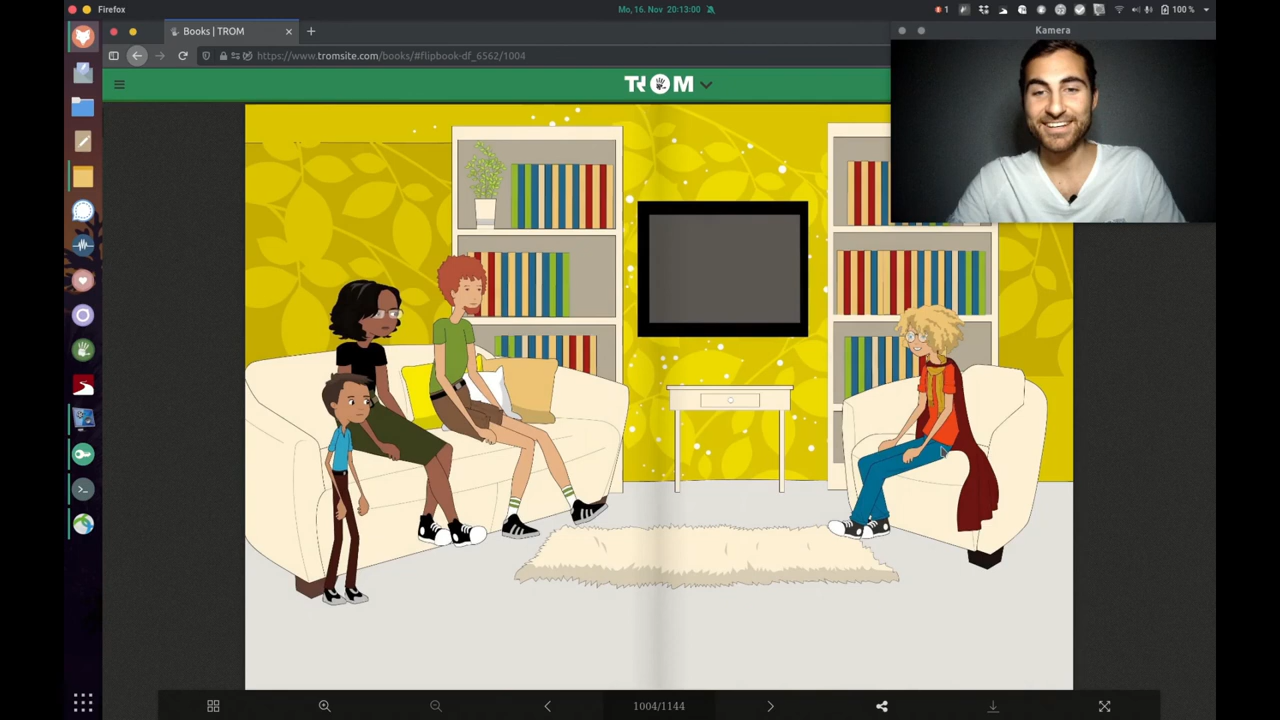 Firefox
Mo, 16. Nov 20:13:00
1
100 %
Books | TROM
https://www.tromsite.com/books/#flipbook-df_6562/1004
Kamera
TROM
1004/1144